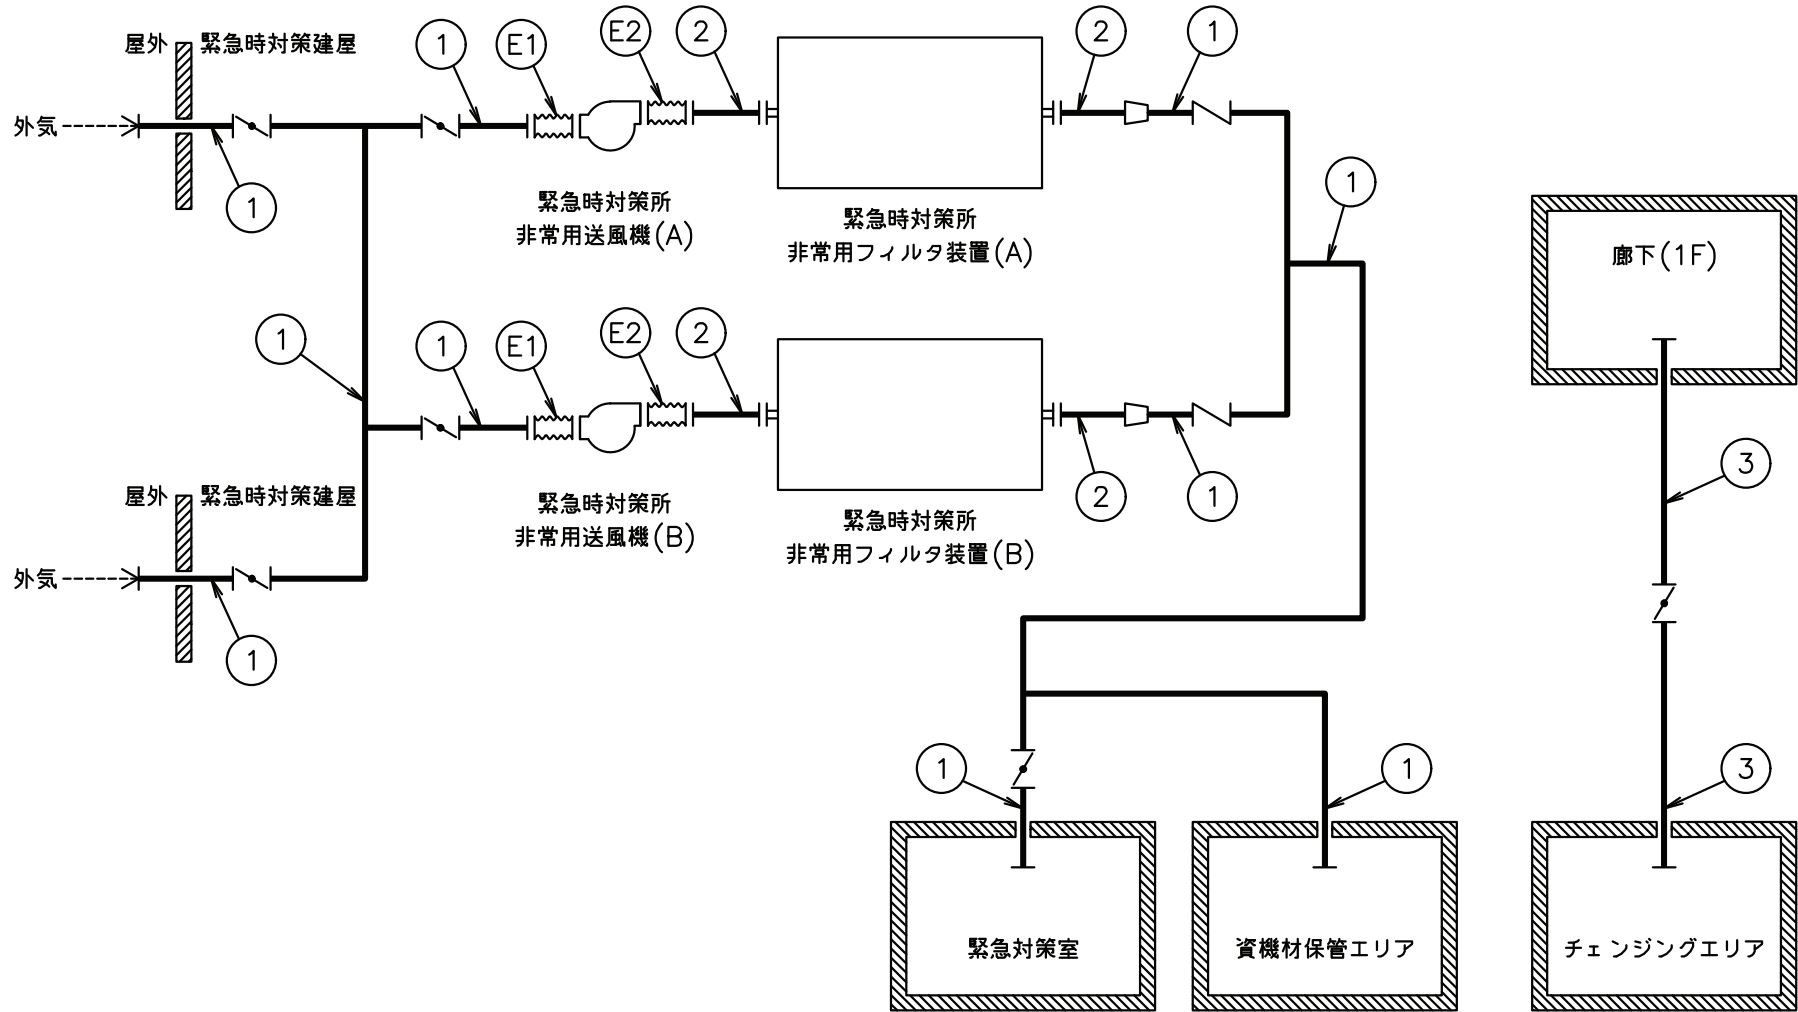 屋外 緊急時対策建屋
1
E1
E2
2
2
1
外気
1
緊急時対策所
非常用送風機(A)
緊急時対策所
非常用フィルタ装置(A)
1
廊下(1F)
1
1
E1
E2
2
屋外 緊急時対策建屋
2
1
3
緊急時対策所
非常用送風機(B)
緊急時対策所
非常用フィルタ装置(B)
外気
1
1
1
3
緊急対策室
資機材保管エリア
チェンジングエリア